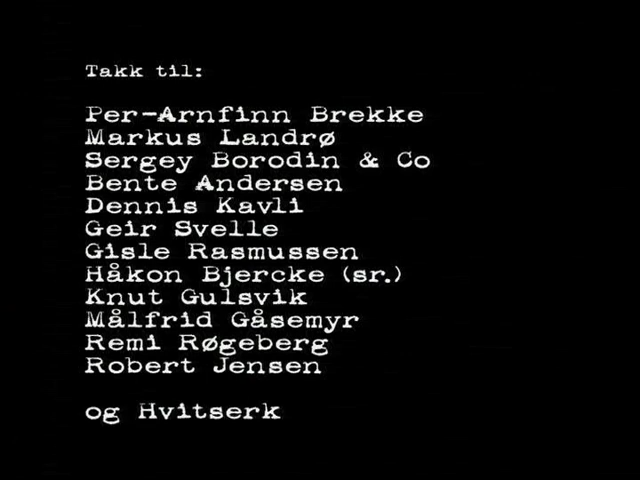 Takk til:
Per-Arnfinn Brekke
Markus Landrø
Sergey Borodin & Co
Bente Andersen
Dennis Kavli
Geir Svelle
Gisle Rasmussen
Håkon Bjercke (sr.)
Knut Gulsvik
Målfrid Gåsemyr
Remi Røgeberg
Robert Jensen
og Hvitserk